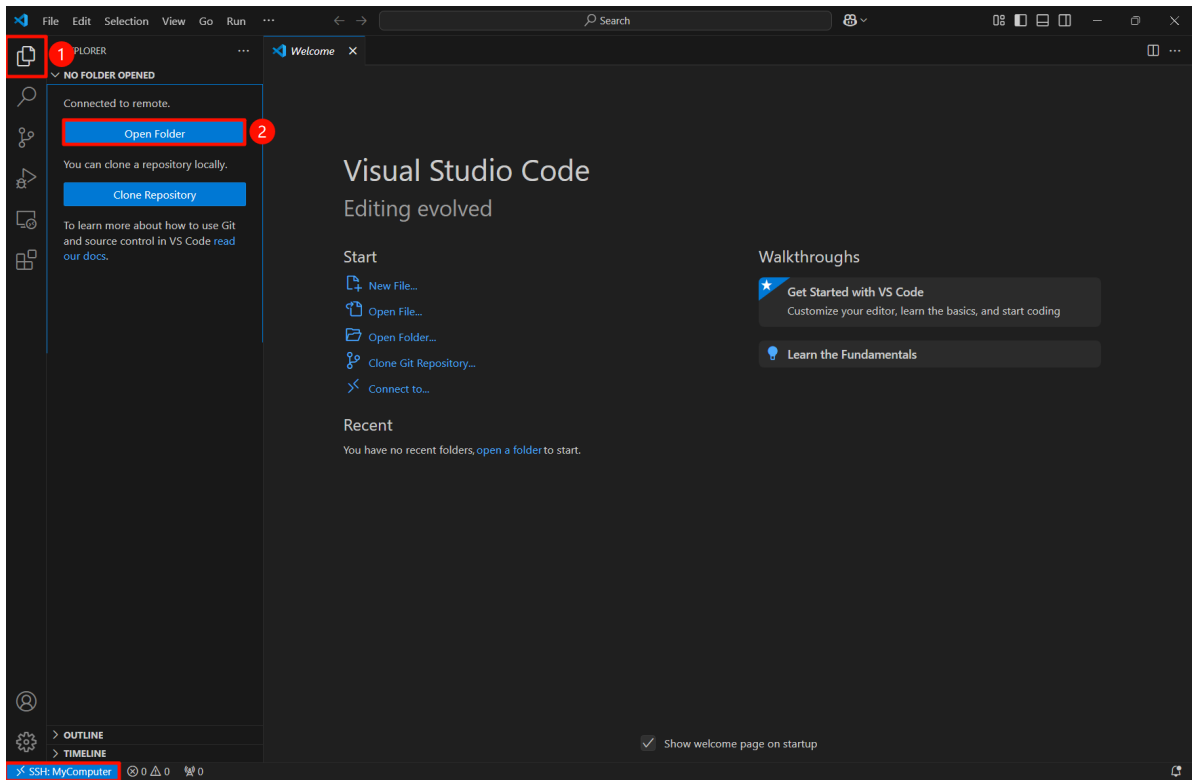 File Edit Selection View Go Run ··· Search
1 PLORER ···
Welcome
NO FOLDER OPENED
Connected to remote.
Open Folder 2
You can clone a repository locally.
Clone Repository
To learn more about how to use Git
and source control in VS Code read
our docs.
Visual Studio Code
Editing evolved
Start
New File...
Open File...
Open Folder...
Clone Git Repository...
Connect to...
Recent
You have no recent folders, open a folder to start.
Walkthroughs
Get Started with VS Code
Customize your editor, learn the basics, and start coding
Learn the Fundamentals
Show welcome page on startup
OUTLINE
TIMELINE
SSH: MyComputer 0 0 0